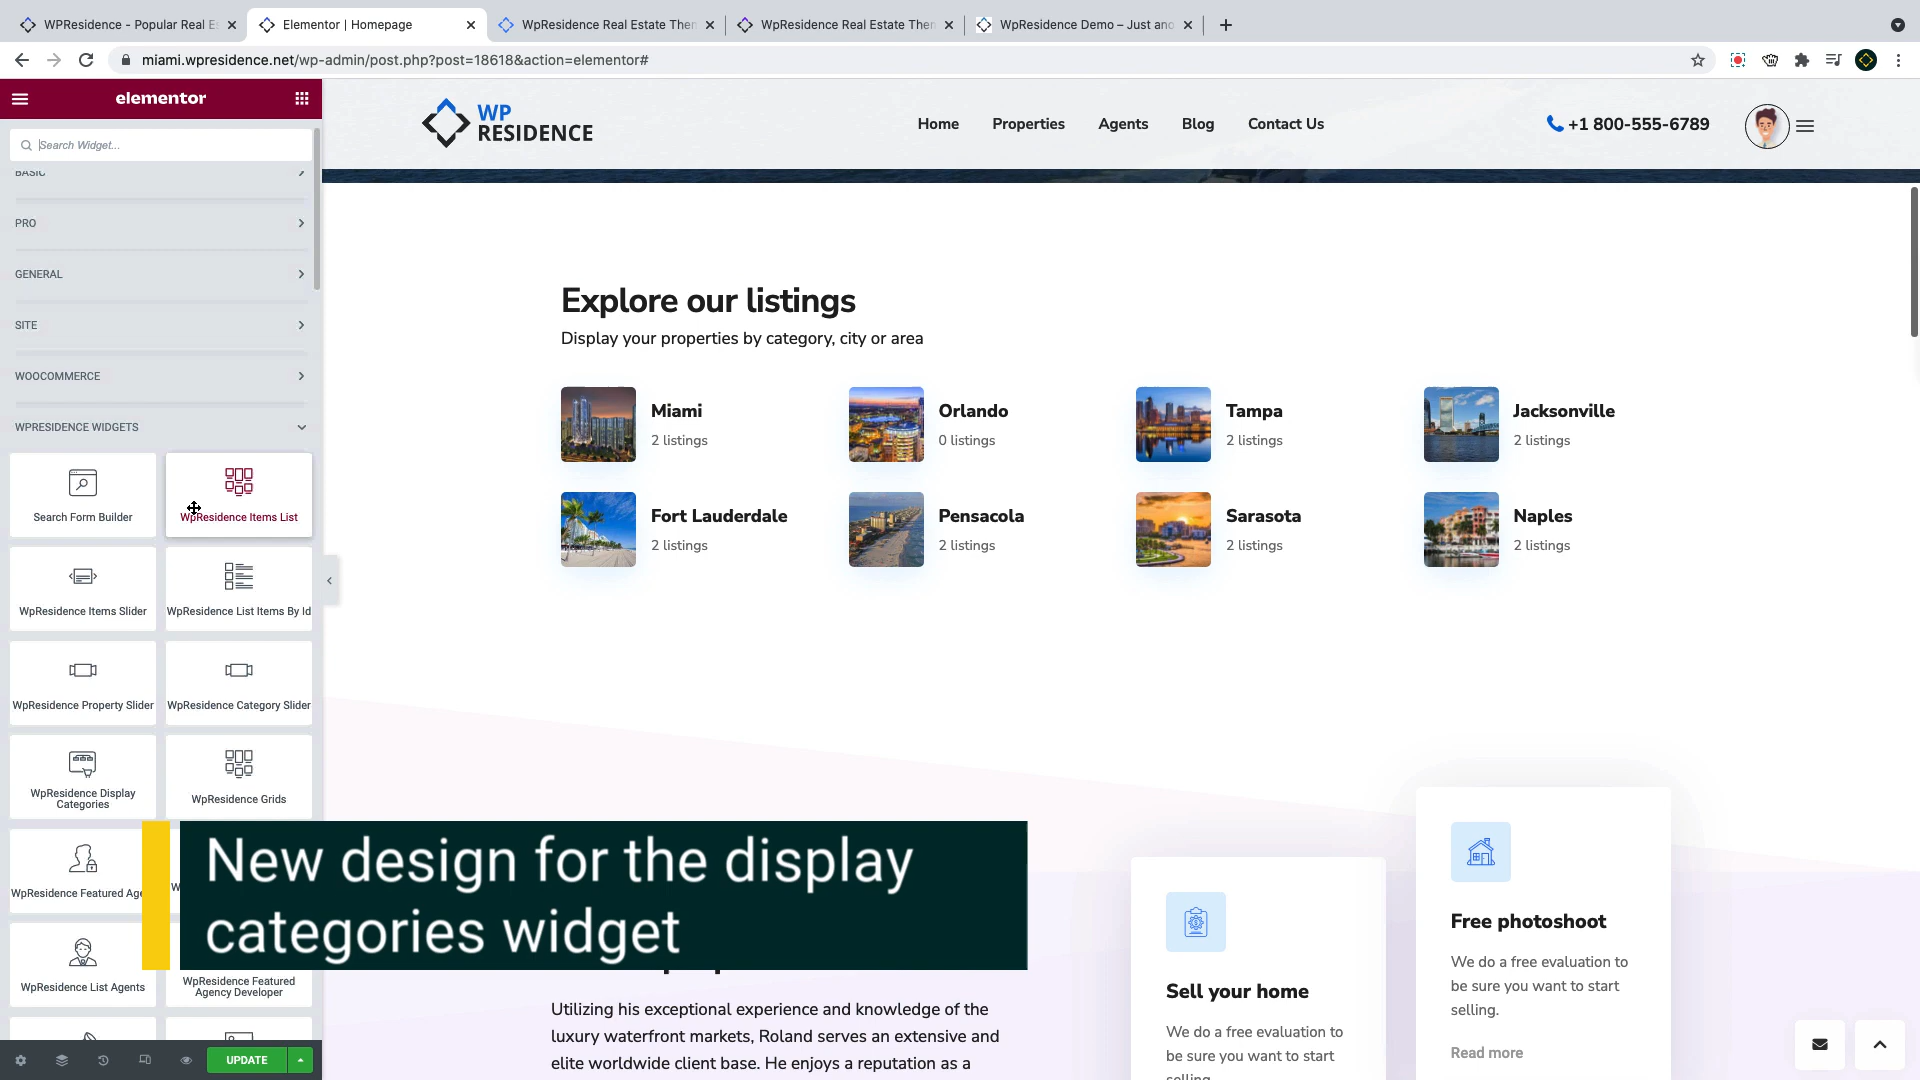 WPResidence - Popular Real Es
Elementor | Homepage
WpResidence Real Estate Them
WpResidence Real Estate Them
WpResidence Demo – Just ano
miami.wpresidence.net/wp-admin/post.php?post=18618&action=elementor#
elementor
Search Widget...
BASIC
PRO
GENERAL
SITE
WOOCOMMERCE
WPRESIDENCE WIDGETS
Search Form Builder
WpResidence Items List
WpResidence Items Slider
WpResidence List Items By Id
WpResidence Property Slider
WpResidence Category Slider
WpResidence Display
Categories
WpResidence Grids
WpResidence Featured Age
W
WpResidence List Agents
WpResidence Featured
Agency Developer
UPDATE
WP
RESIDENCE
Home
Properties
Agents
Blog
Contact Us
+1 800-555-6789
Explore our listings
Display your properties by category, city or area
Miami
2 listings
Orlando
0 listings
Tampa
2 listings
Jacksonville
2 listings
Fort Lauderdale
2 listings
Pensacola
2 listings
Sarasota
2 listings
Naples
2 listings
New design for the display
categories widget
Utilizing his exceptional experience and knowledge of the
luxury waterfront markets, Roland serves an extensive and
elite worldwide client base. He enjoys a reputation as a
Sell your home
We do a free evaluation to
be sure you want to start
selling.
Free photoshoot
We do a free evaluation to
be sure you want to start
selling.
Read more